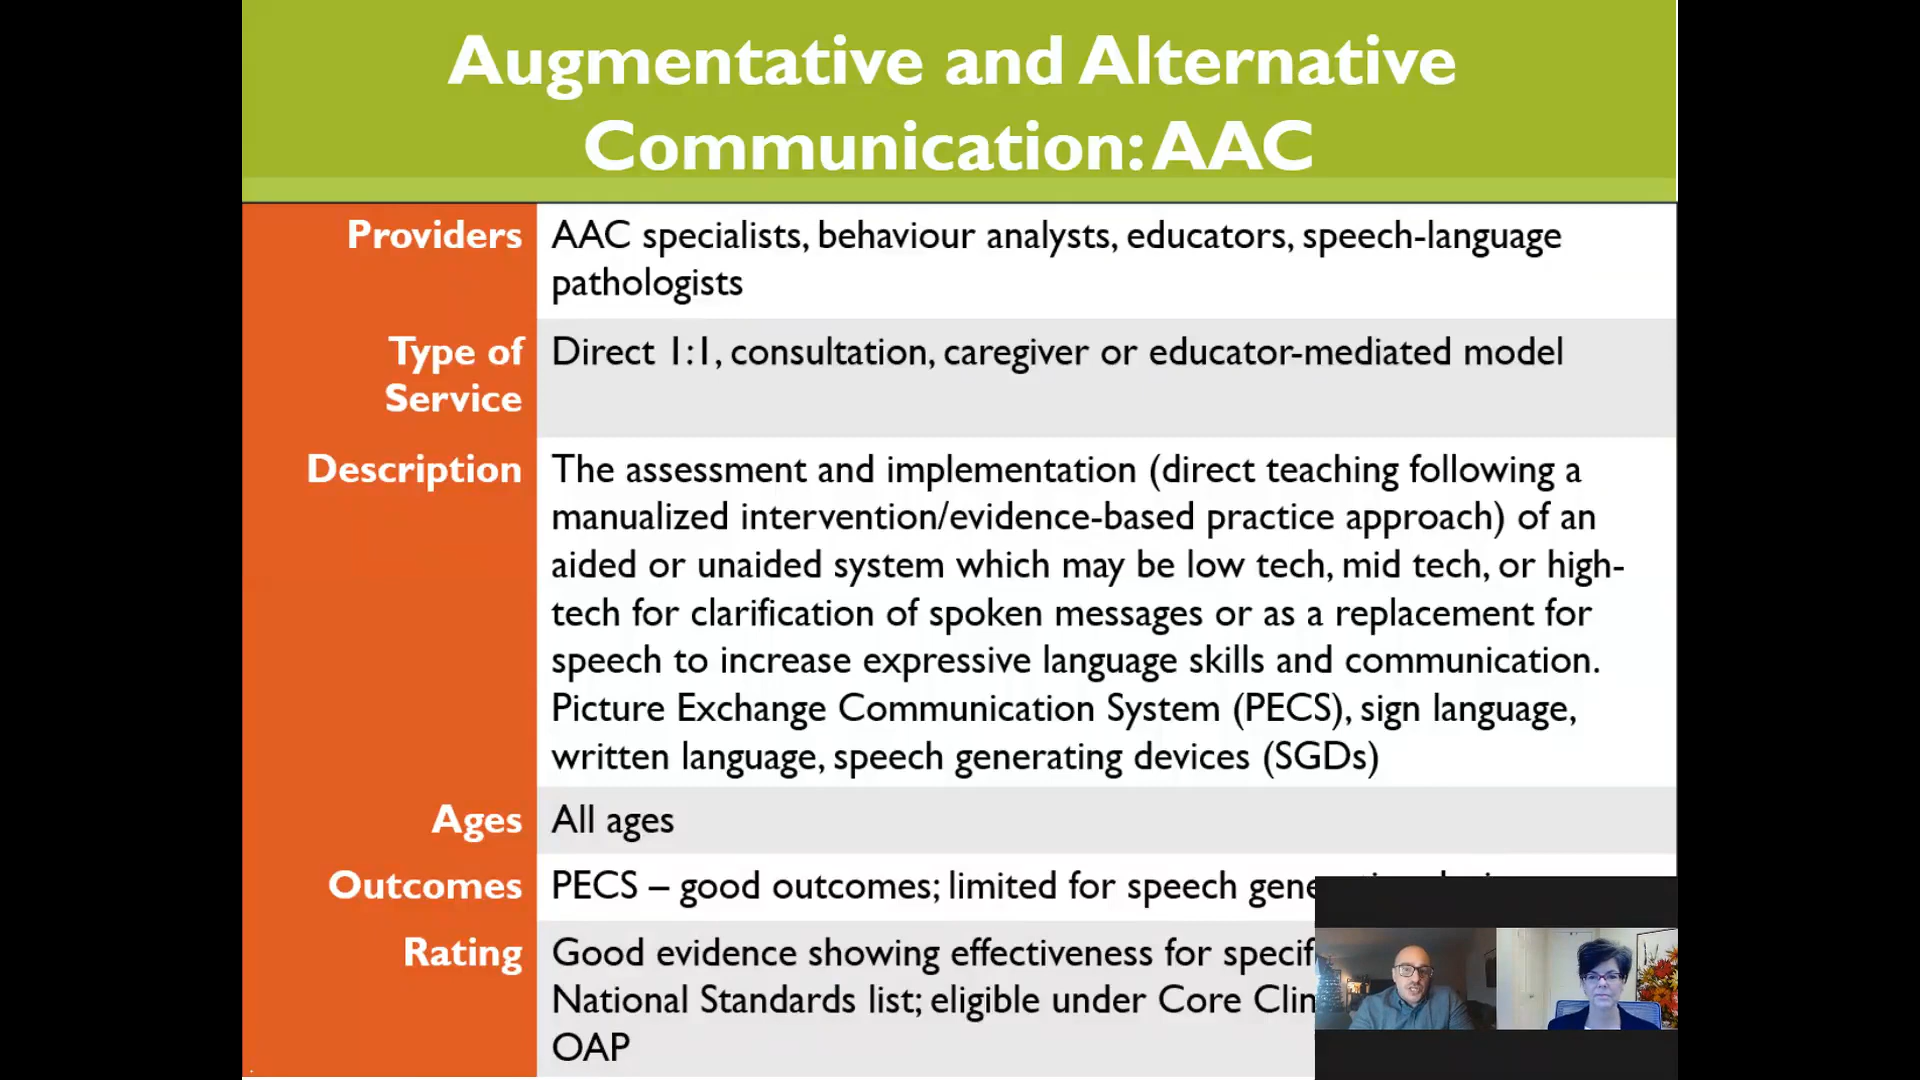 Augmentative and Alternative
Communication: AAC
Providers
AAC specialists, behaviour analysts, educators, speech-language
pathologists
Type of
Service
Direct 1:1, consultation, caregiver or educator-mediated model
Description
The assessment and implementation (direct teaching following a
manualized intervention/evidence-based practice approach) of an
aided or unaided system which may be low tech, mid tech, or high-
tech for clarification of spoken messages or as a replacement for
speech to increase expressive language skills and communication.
Picture Exchange Communication System (PECS), sign language,
written language, speech generating devices (SGDs)
Ages
All ages
Outcomes
PECS – good outcomes; limited for speech
Rating
Good evidence showing effectiveness for
National Standards list; eligible under Core
OAP